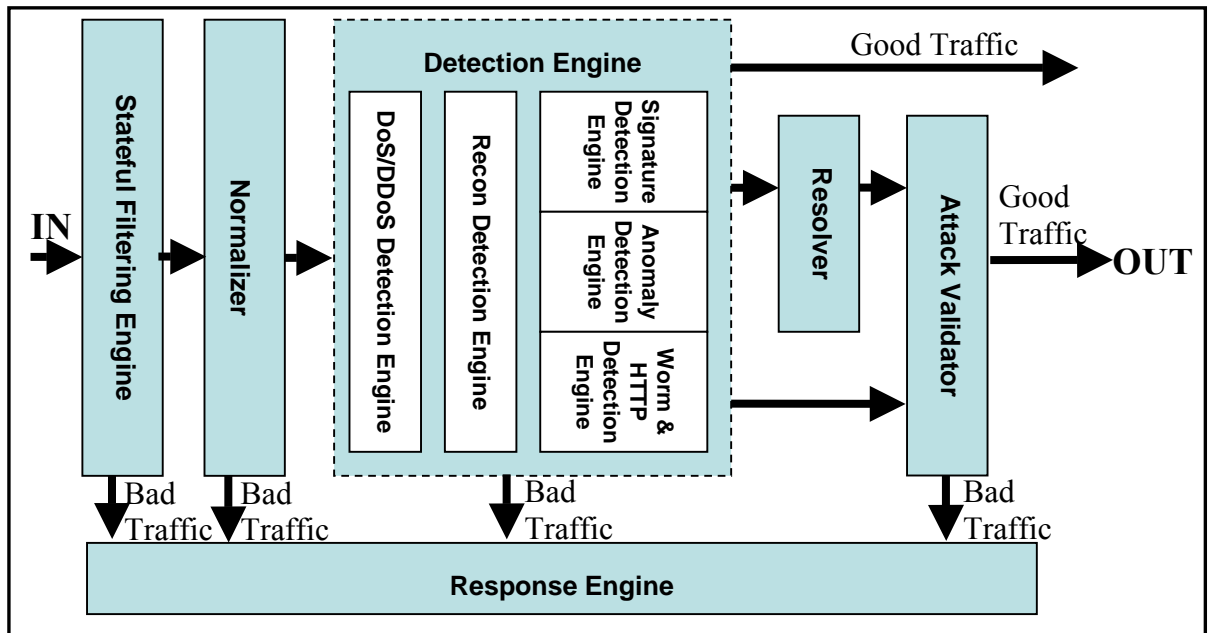 IN
Stateful Filtering Engine
Normalizer
Detection Engine
DoS/DDoS Detection Engine
Recon Detection Engine
Signature
Detection
Engine
Anomaly
Detection
Engine
Worm &
HTTP
Detection
Engine
Good Traffic
Resolver
Attack Validator
Good
Traffic
OUT
Bad
Traffic
Bad
Traffic
Bad
Traffic
Bad
Traffic
Response Engine